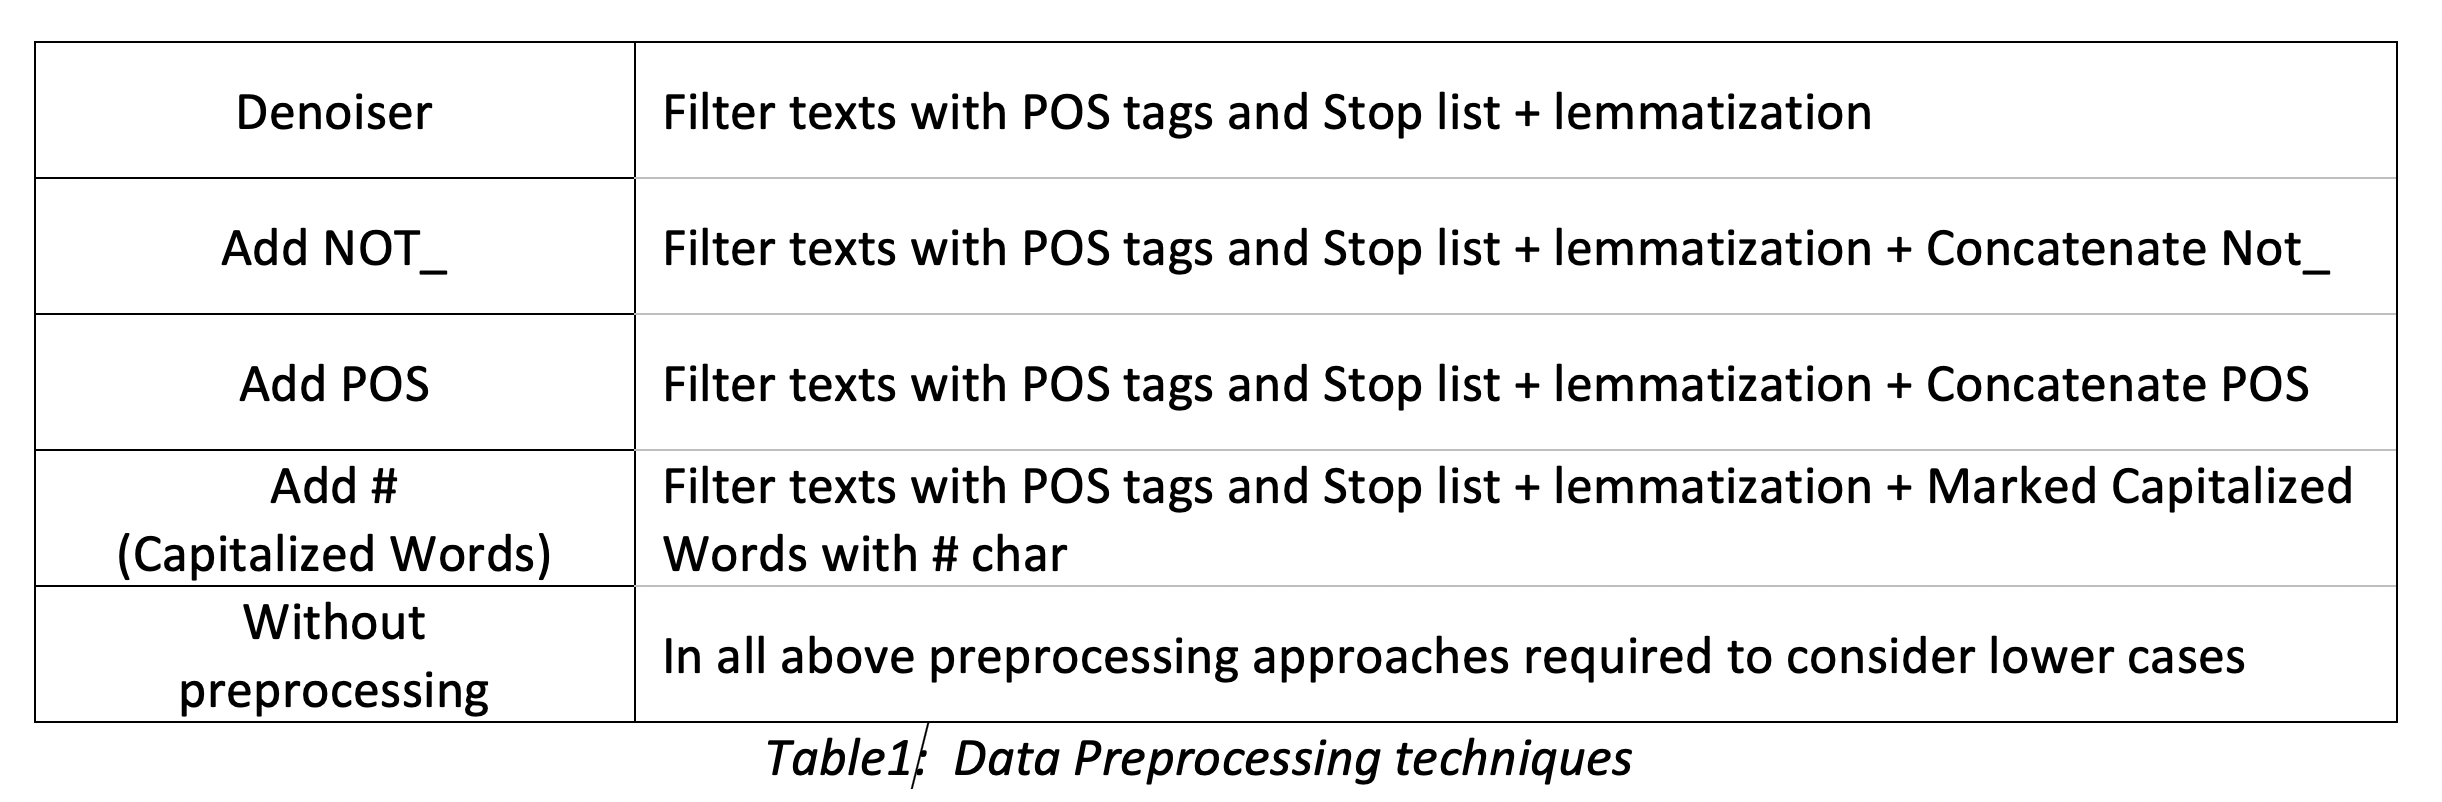 Denoiser
Filter texts with POS tags and Stop list + lemmatization
Add NOT_
Filter texts with POS tags and Stop list + lemmatization + Concatenate Not_
Add POS
Filter texts with POS tags and Stop list + lemmatization + Concatenate POS
Add #
(Capitalized Words)
Filter texts with POS tags and Stop list + lemmatization + Marked Capitalized
Words with # char
Without
preprocessing
In all above preprocessing approaches required to consider lower cases
Table1: Data Preprocessing techniques